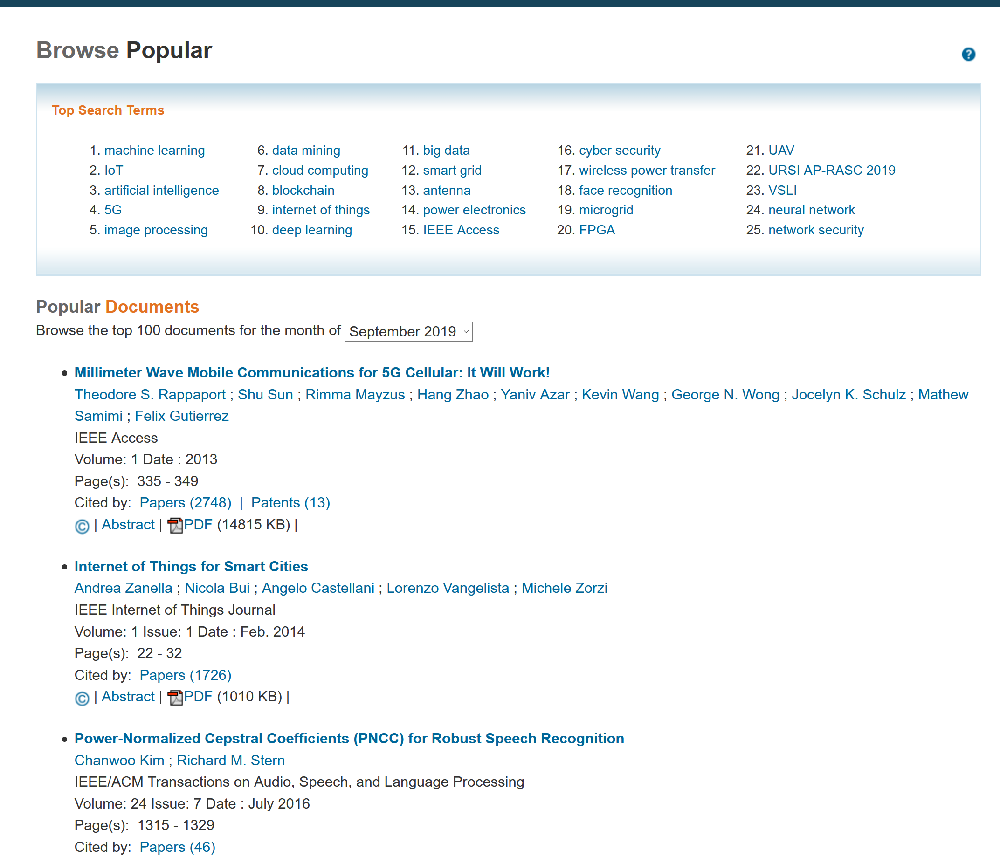 Browse Popular
?
Top Search Terms
1. machine learning
2. IoT
3. artificial intelligence
4. 5G
5. image processing
6. data mining
7. cloud computing
8. blockchain
9. internet of things
10. deep learning
11. big data
12. smart grid
13. antenna
14. power electronics
15. IEEE Access
16. cyber security
17. wireless power transfer
18. face recognition
19. microgrid
20. FPGA
21. UAV
22. URSI AP-RASC 2019
23. VSLI
24. neural network
25. network security
Popular Documents
Browse the top 100 documents for the month of September 2019
Millimeter Wave Mobile Communications for 5G Cellular: It Will Work!
Theodore S. Rappaport ; Shu Sun ; Rimma Mayzus ; Hang Zhao ; Yaniv Azar ; Kevin Wang ; George N. Wong ; Jocelyn K. Schulz ; Mathew
Samimi ; Felix Gutierrez
IEEE Access
Volume: 1 Date : 2013
Page(s): 335 - 349
Cited by: Papers (2748) | Patents (13)
© | Abstract | PDF (14815 KB) |
Internet of Things for Smart Cities
Andrea Zanella ; Nicola Bui ; Angelo Castellani ; Lorenzo Vangelista ; Michele Zorzi
IEEE Internet of Things Journal
Volume: 1 Issue: 1 Date : Feb. 2014
Page(s): 22 - 32
Cited by: Papers (1726)
© | Abstract | PDF (1010 KB) |
Power-Normalized Cepstral Coefficients (PNCC) for Robust Speech Recognition
Chanwoo Kim ; Richard M. Stern
IEEE/ACM Transactions on Audio, Speech, and Language Processing
Volume: 24 Issue: 7 Date : July 2016
Page(s): 1315 - 1329
Cited by: Papers (46)